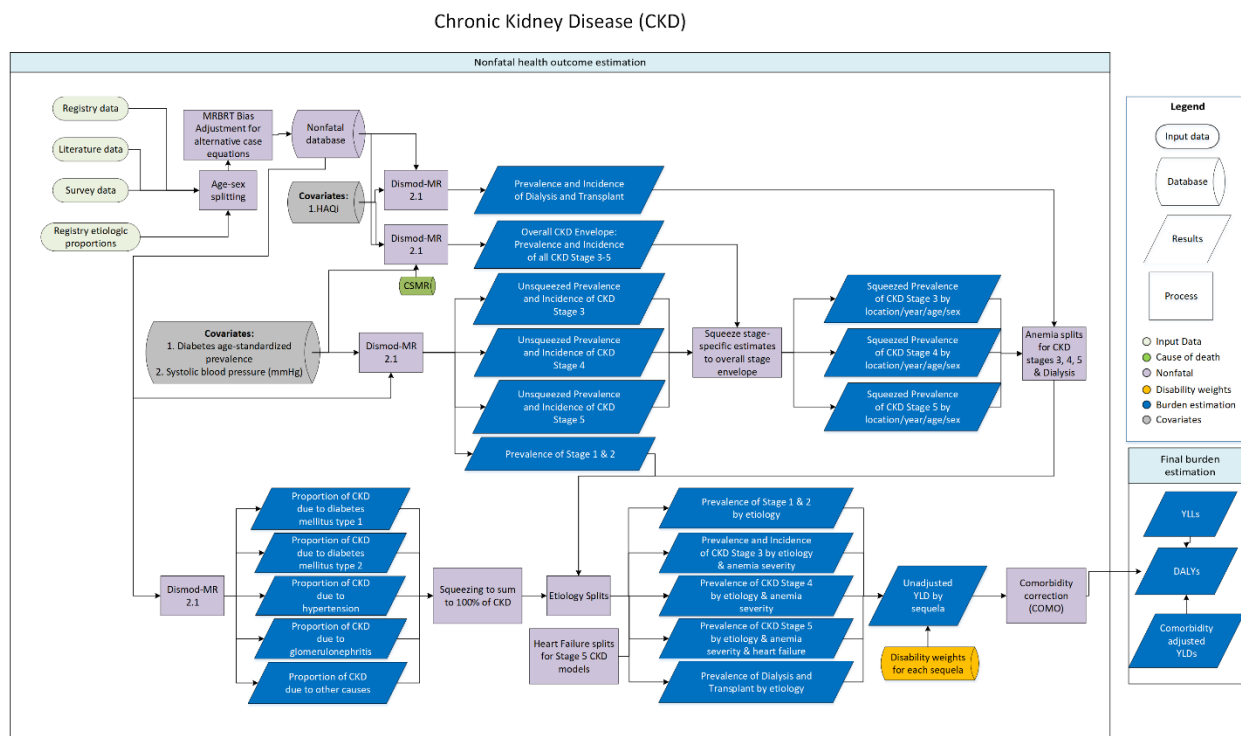 Chronic Kidney Disease (CKD)
Nonfatal health outcome estimation
Registry data
Literature data
Survey data
Registry etiologic
proportions
MRBRT Bias
Adjustment for
alternative case
equations
Age-sex
splitting
Nonfatal
database
Covariates:
1.HAQi
Dismod-MR
2.1
Dismod-MR
2.1
CSMRi
Prevalence and Incidence
of Dialysis and Transplant
Overall CKD Envelope:
Prevalence and Incidence
of all CKD Stage 3-5
Covariates:
1. Diabetes age-standardized
prevalence
2. Systolic blood pressure (mmHg)
Dismod-MR
2.1
Unsqueezed Prevalence
and Incidence of CKD
Stage 3
Unsqueezed Prevalence
and Incidence of CKD
Stage 4
Unsqueezed Prevalence
and Incidence of CKD
Stage 5
Prevalence of Stage 1 & 2
Squeeze stage-
specific estimates
to overall stage
envelope
Squeezed Prevalence
of CKD Stage 3 by
location/year/age/sex
Squeezed Prevalence
of CKD Stage 4 by
location/year/age/sex
Squeezed Prevalence
of CKD Stage 5 by
location/year/age/sex
Anemia splits
for CKD
stages 3, 4, 5
& Dialysis
Dismod-MR
2.1
Proportion of CKD
due to diabetes
mellitus type 1
Proportion of CKD
due to diabetes
mellitus type 2
Proportion of CKD
due to
hypertension
Proportion of CKD
due to
glomerulonephritis
Proportion of CKD
due to other causes
Squeezing to sum
to 100% of CKD
Etiology Splits
Heart Failure splits
for Stage 5 CKD
models
Prevalence of Stage 1 & 2
by etiology
Prevalence and Incidence
of CKD Stage 3 by etiology
& anemia severity
Prevalence of CKD Stage 4
by etiology & anemia
severity
Prevalence of CKD Stage 5
by etiology & anemia
severity & heart failure
Prevalence of Dialysis and
Transplant by etiology
Unadjusted
YLD by
sequela
Disability weights
for each sequela
Comorbidity
correction
(COMO)
Legend
Input data
Database
Results
Process
Input Data
Cause of death
Nonfatal
Disability weights
Burden estimation
Covariates
Final burden
estimation
YLLs
DALYs
Comorbidity
adjusted
YLDs